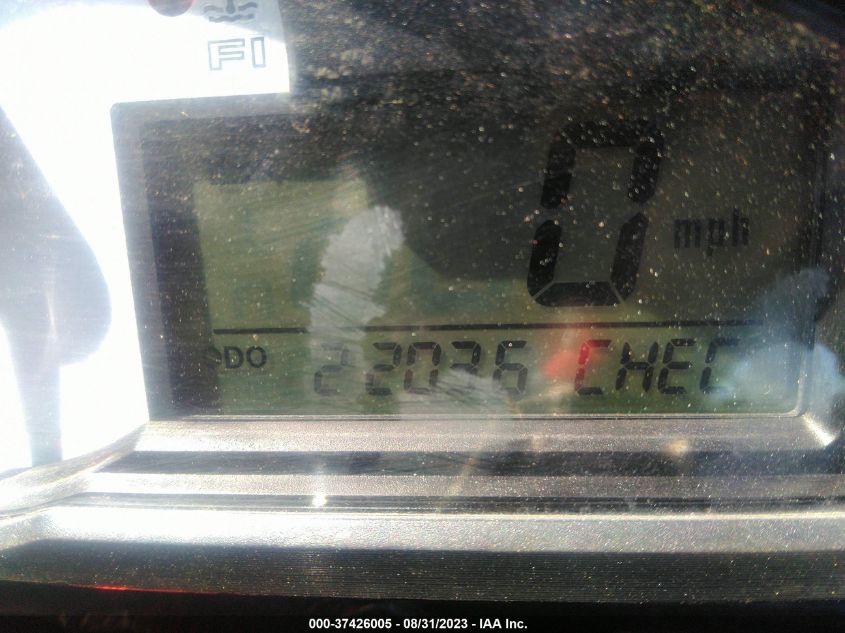 FI
0 mph
ODO 22036 CHEC
000-37426005 - 08/31/2023 - IAA Inc.